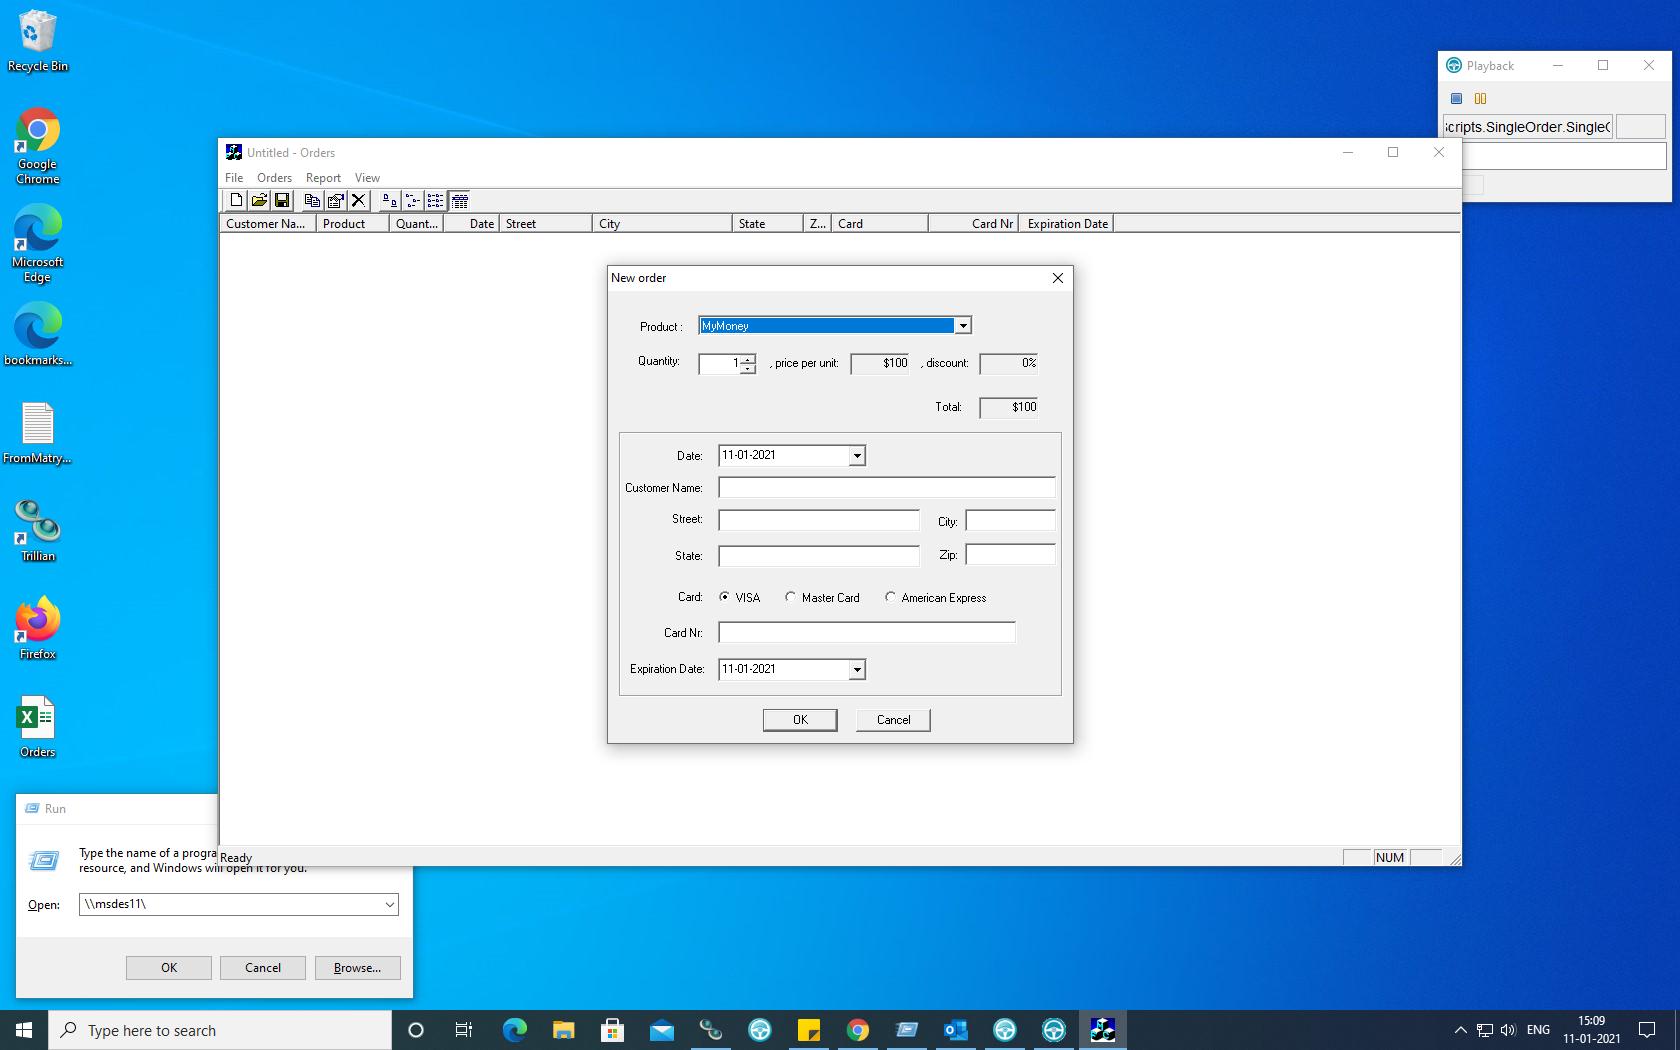 Recycle Bin
Google
Chrome
Microsoft
Edge
bookmarks...
FromMatry...
Trillian
Firefox
Orders
Playback
Scripts.SingleOrder.Single
Untitled - Orders
File Orders Report View
Customer Na... Product Quant... Date Street City State Z... Card Card Nr Expiration Date
New order
Product : MyMoney
Quantity: 1 , price per unit: $100 , discount: 0%
Total: $100
Date: 11-01-2021
Customer Name:
Street: City:
State: Zip:
Card: VISA Master Card American Express
Card Nr:
Expiration Date: 11-01-2021
OK Cancel
Ready NUM
Run
Type the name of a progra
resource, and Windows will open it for you.
Open: \\msdes11\
OK Cancel Browse...
Type here to search
ENG
15:09
11-01-2021